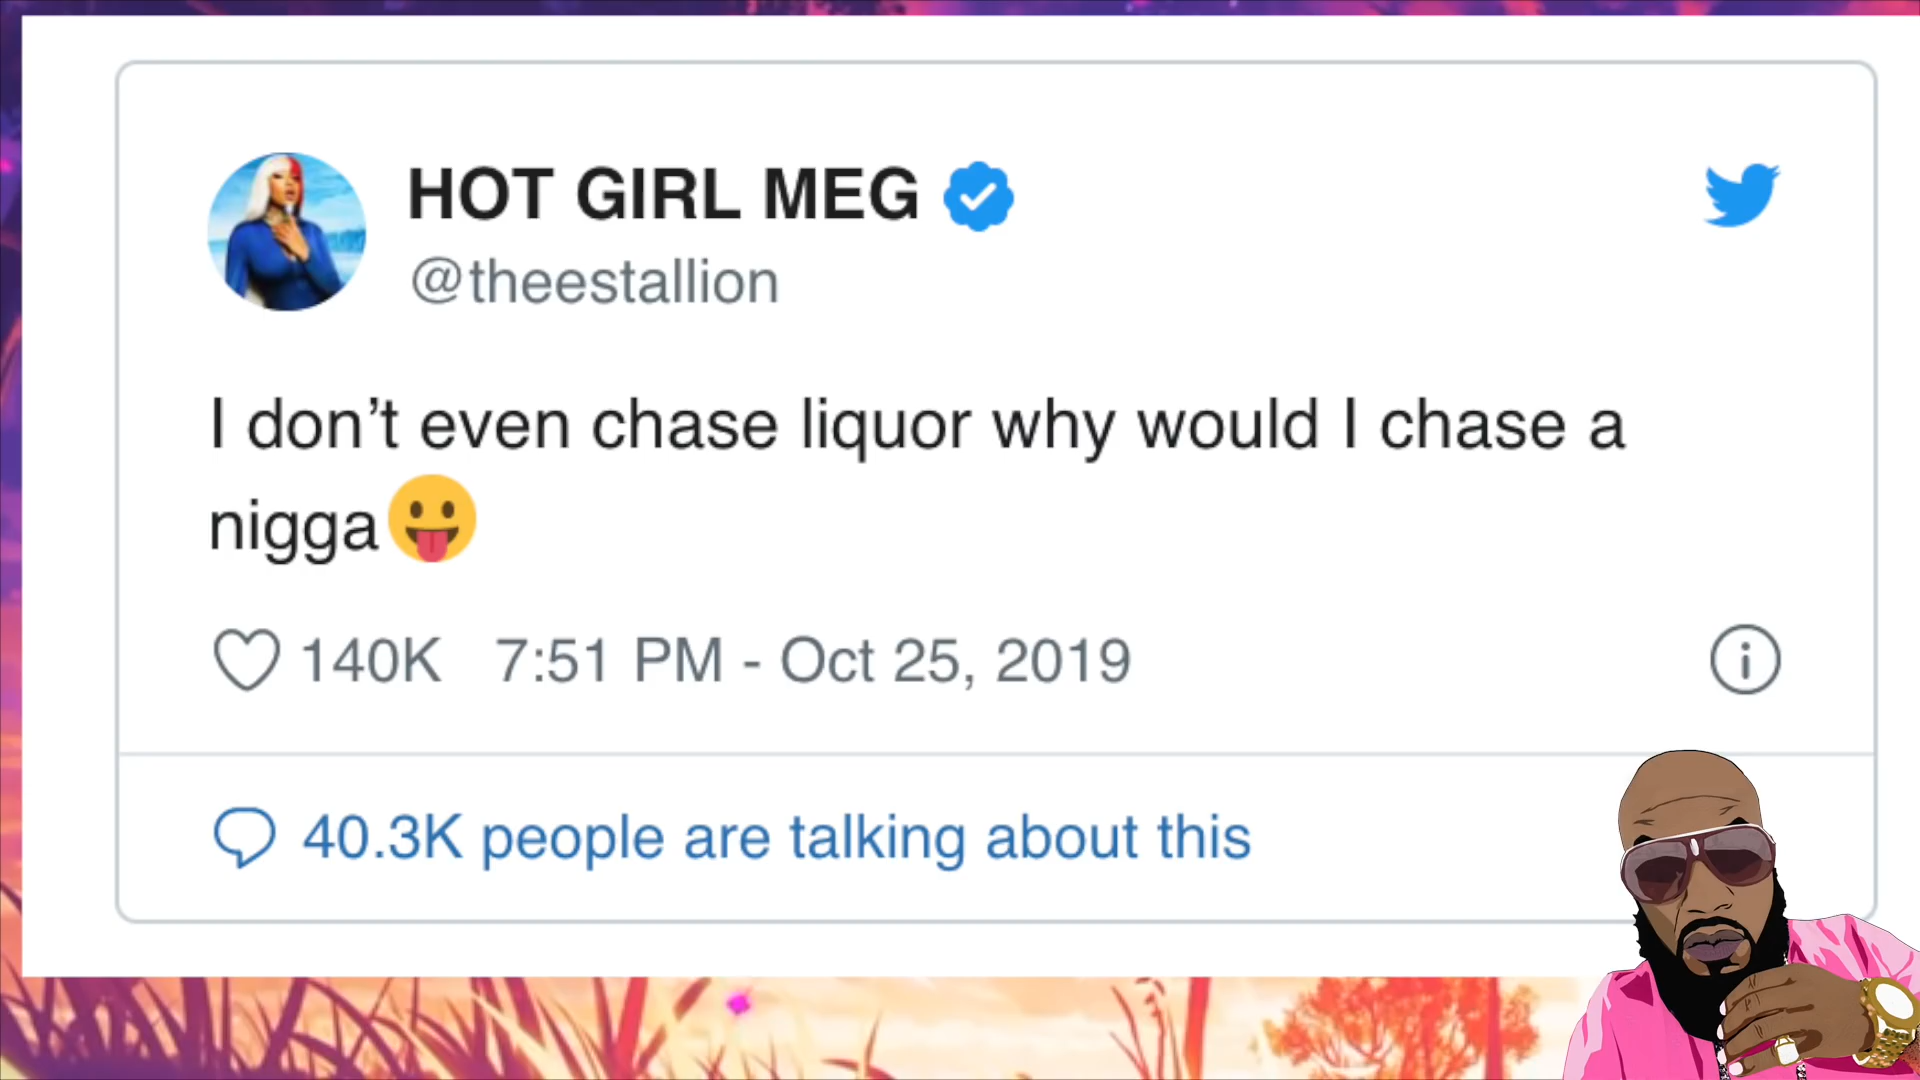 HOT GIRL MEG
@theestallion
I don’t even chase liquor why would I chase a
nigga😛
140K 7:51 PM - Oct 25, 2019
40.3K people are talking about this